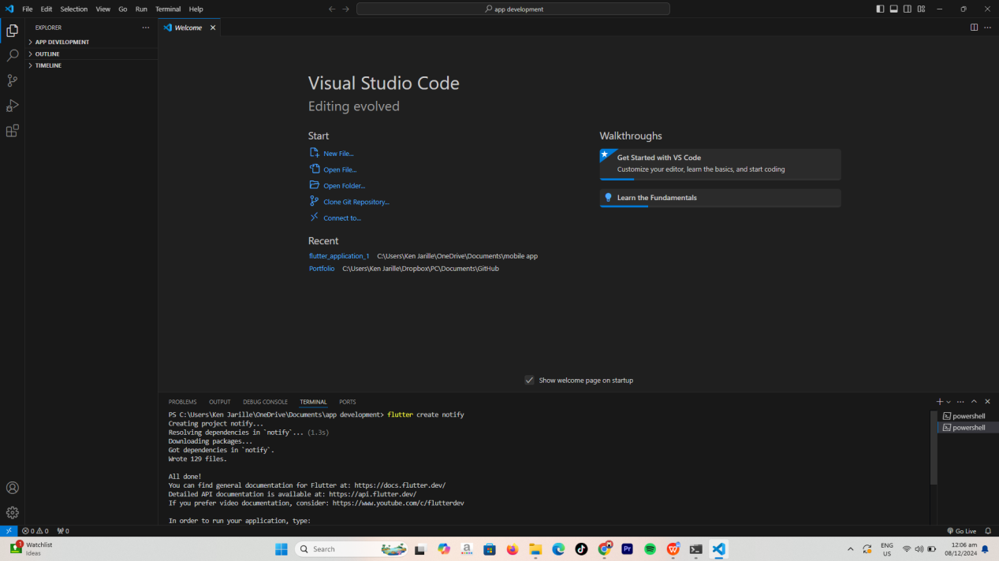 File Edit Selection View Go Run Terminal Help
app development
EXPLORER
APP DEVELOPMENT
OUTLINE
TIMELINE
Welcome
Visual Studio Code
Editing evolved
Start
New File...
Open File...
Open Folder...
Clone Git Repository...
Connect to...
Recent
flutter_application_1 C:\Users\Ken Jarille\OneDrive\Documents\mobile app
Portfolio C:\Users\Ken Jarille\Dropbox\PC\Documents\GitHub
Walkthroughs
Get Started with VS Code
Customize your editor, learn the basics, and start coding
Learn the Fundamentals
Show welcome page on startup
PROBLEMS OUTPUT DEBUG CONSOLE TERMINAL PORTS
PS C:\Users\Ken Jarille\OneDrive\Documents\app development> flutter create notify
Creating project notify...
Resolving dependencies in `notify`... (1.3s)
Downloading packages...
Got dependencies in `notify`.
Wrote 129 files.
All done!
You can find general documentation for Flutter at: https://docs.flutter.dev/
Detailed API documentation is available at: https://api.flutter.dev/
If you prefer video documentation, consider: https://www.youtube.com/c/flutterdev
In order to run your application, type:
powershell
powershell
0 0 0
Go Live
1
Watchlist
Ideas
Search
a
Pr
W
ENG
US
12:06 am
08/12/2024